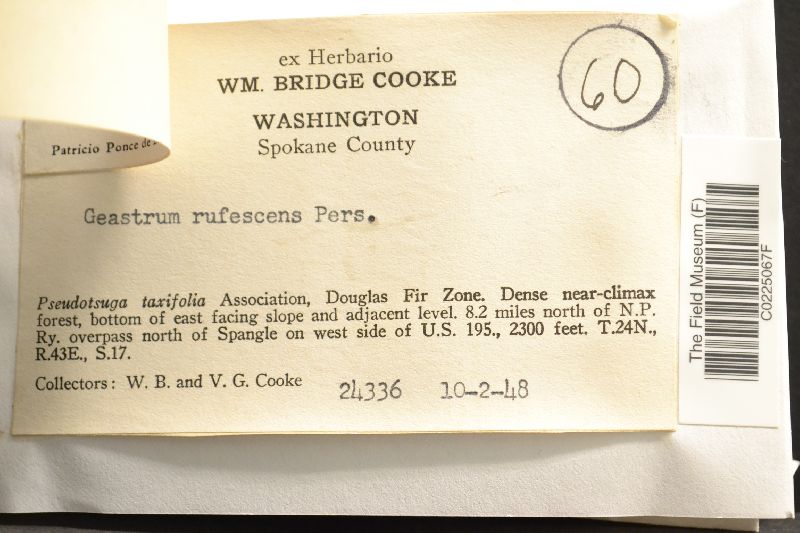 ex Herbario
WM. BRIDGE COOKE
WASHINGTON
Spokane County
60
Patricio Ponce de
Geastrum rufescens Pers.
Pseudotsuga taxifolia Association, Douglas Fir Zone. Dense near-climax
forest, bottom of east facing slope and adjacent level. 8.2 miles north of N.P.
Ry. overpass north of Spangle on west side of U.S. 195., 2300 feet. T.24N.,
R.43E., S.17.
Collectors: W. B. and V. G. Cooke 24336 10-2-48
The Field Museum (F)
C0225067F